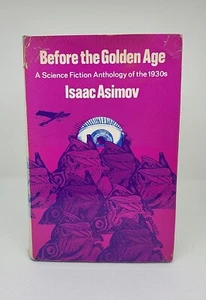 Before the Golden Age
A Science Fiction Anthology of the 1930s
Isaac Asimov